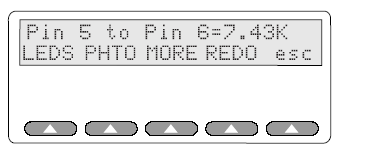 Pin 5 to Pin 6=7.43K
LEDS PHTO MORE REDO esc